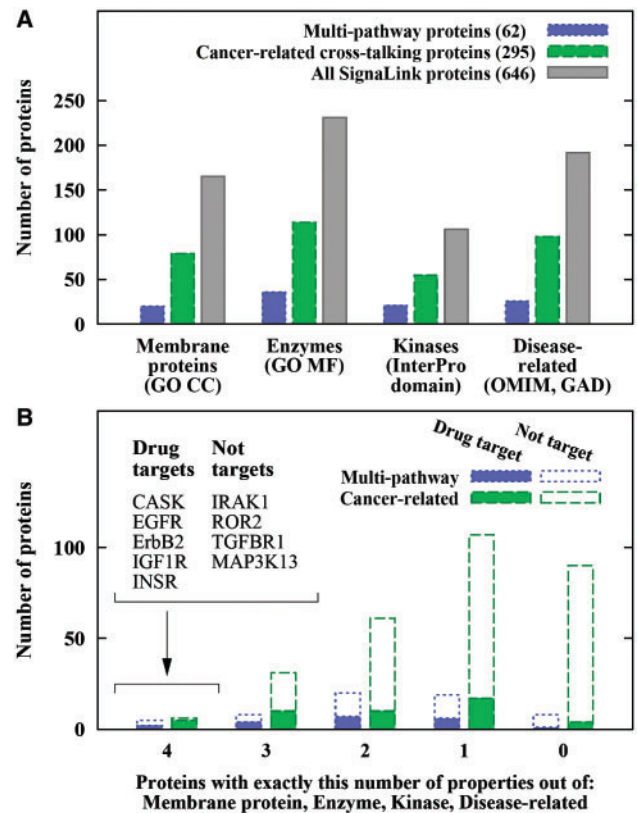 A
Multi-pathway proteins (62)
Cancer-related cross-talking proteins (295)
All SignaLink proteins (646)
Number of proteins
250
200
150
100
50
0
Membrane proteins (GO CC)
Enzymes (GO MF)
Kinases (InterPro domain)
Disease-related (OMIM, GAD)
B
Drug target
Not target
Multi-pathway
Cancer-related
Drug targets
Not targets
CASK IRAK1
EGFR ROR2
ErbB2 TGFBR1
IGF1R MAP3K13
INSR
Number of proteins
100
50
0
4 3 2 1 0
Proteins with exactly this number of properties out of:
Membrane protein, Enzyme, Kinase, Disease-related